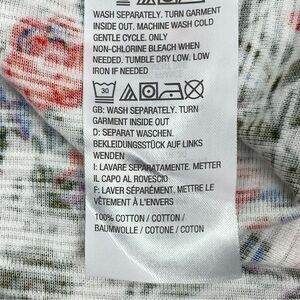 WASH SEPARATELY. TURN GARMENT
INSIDE OUT. MACHINE WASH COLD
GENTLE CYCLE. ONLY
NON-CHLORINE BLEACH WHEN
NEEDED. TUMBLE DRY LOW. LOW
IRON IF NEEDED
30
GB: WASH SEPARATELY. TURN
GARMENT INSIDE OUT
D: SEPARAT WASCHEN.
BEKLEIDUNGSSTÜCK AUF LINKS
WENDEN
I: LAVARE SEPARATAMENTE. METTER
IL CAPO AL ROVESCIO
F: LAVER SÉPARÉMENT. METTRE LE
VÊTEMENT À L'ENVERS
100% COTTON / COTTON /
BAUMWOLLE / COTONE / COTON